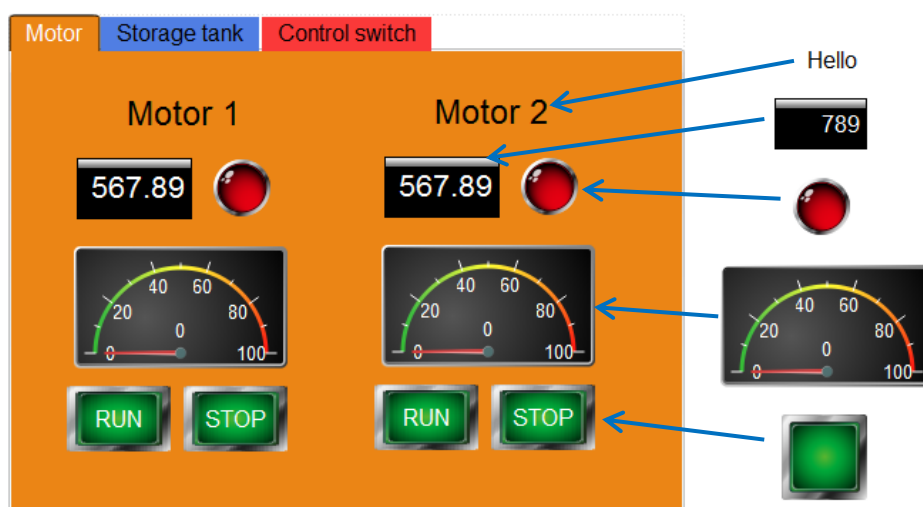 Motor Storage tank Control switch
Hello
Motor 1 Motor 2
789
567.89 567.89
40 60 40 60 40 60
20 80 20 80 20 80
0 0 0
0 100 0 100 0 100
RUN STOP RUN STOP